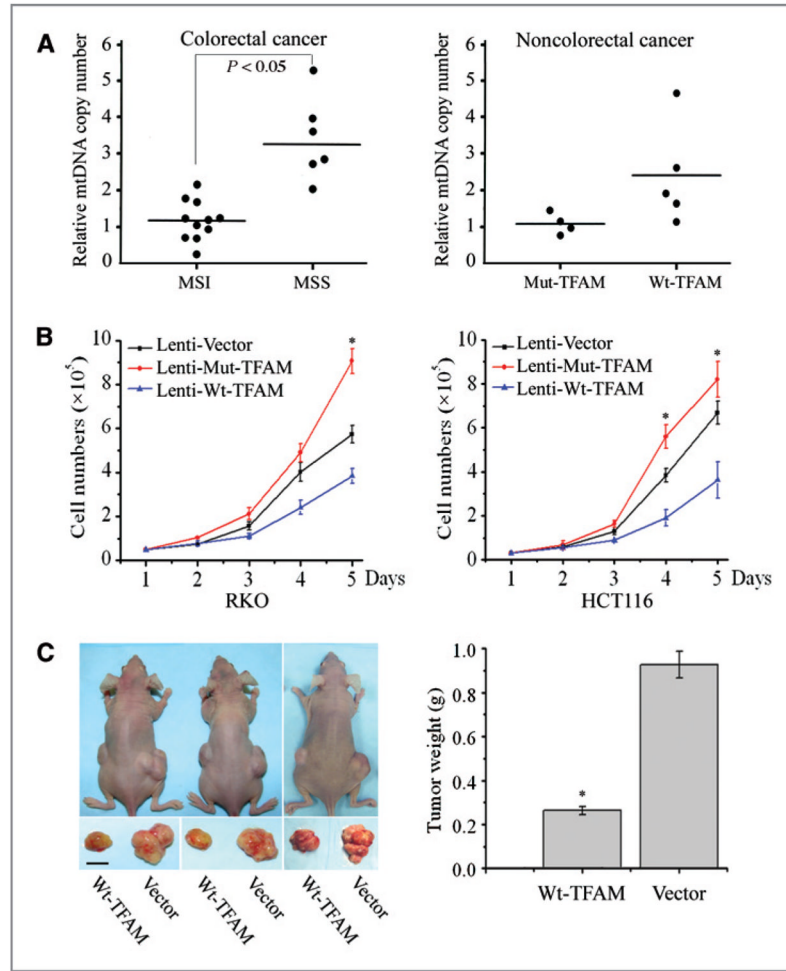 A
Colorectal cancer
P < 0.05
Relative mtDNA copy number
6
5
4
3
2
1
0
MSI MSS
Noncolorectal cancer
Relative mtDNA copy number
6
5
4
3
2
1
0
Mut-TFAM Wt-TFAM
B
Lenti-Vector
Lenti-Mut-TFAM
Lenti-Wt-TFAM
*
Cell numbers (×10⁵)
10
8
6
4
2
0
1 2 3 4 5 Days
RKO
Lenti-Vector
Lenti-Mut-TFAM
Lenti-Wt-TFAM
*
*
Cell numbers (×10⁵)
10
8
6
4
2
0
1 2 3 4 5 Days
HCT116
C
Wt-TFAM Vector Wt-TFAM Vector Wt-TFAM Vector
Tumor weight (g)
1.0
0.8
0.6
0.4
0.2
0.0
*
Wt-TFAM Vector